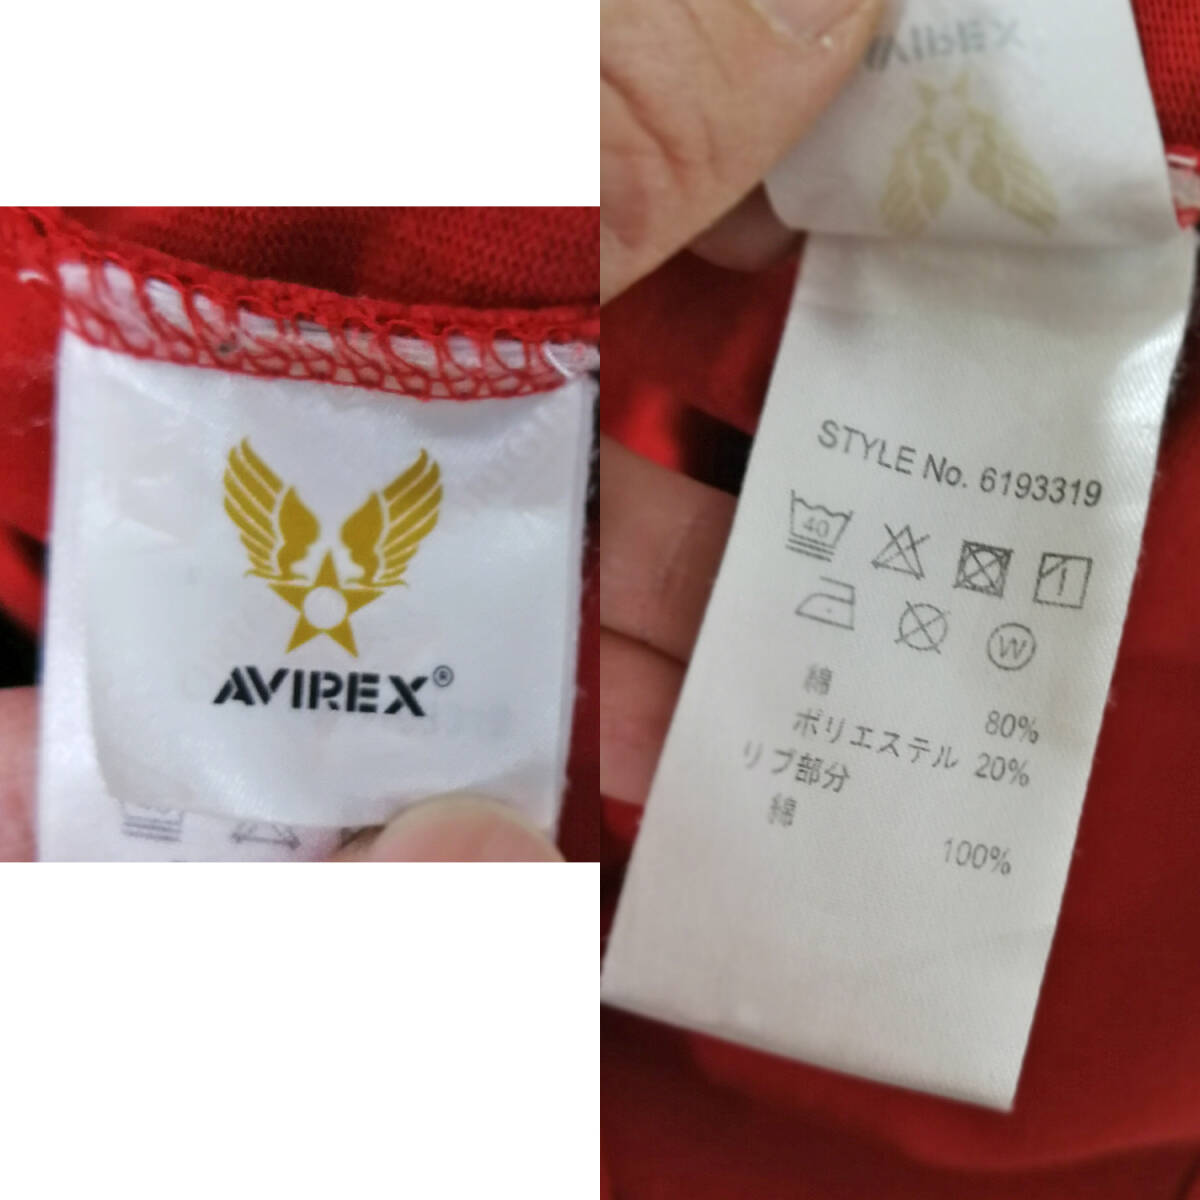 AVIREX®
AVIREX
STYLE No. 6193319
40
W
綿
80%
ポリエステル 20%
リブ部分
綿
100%